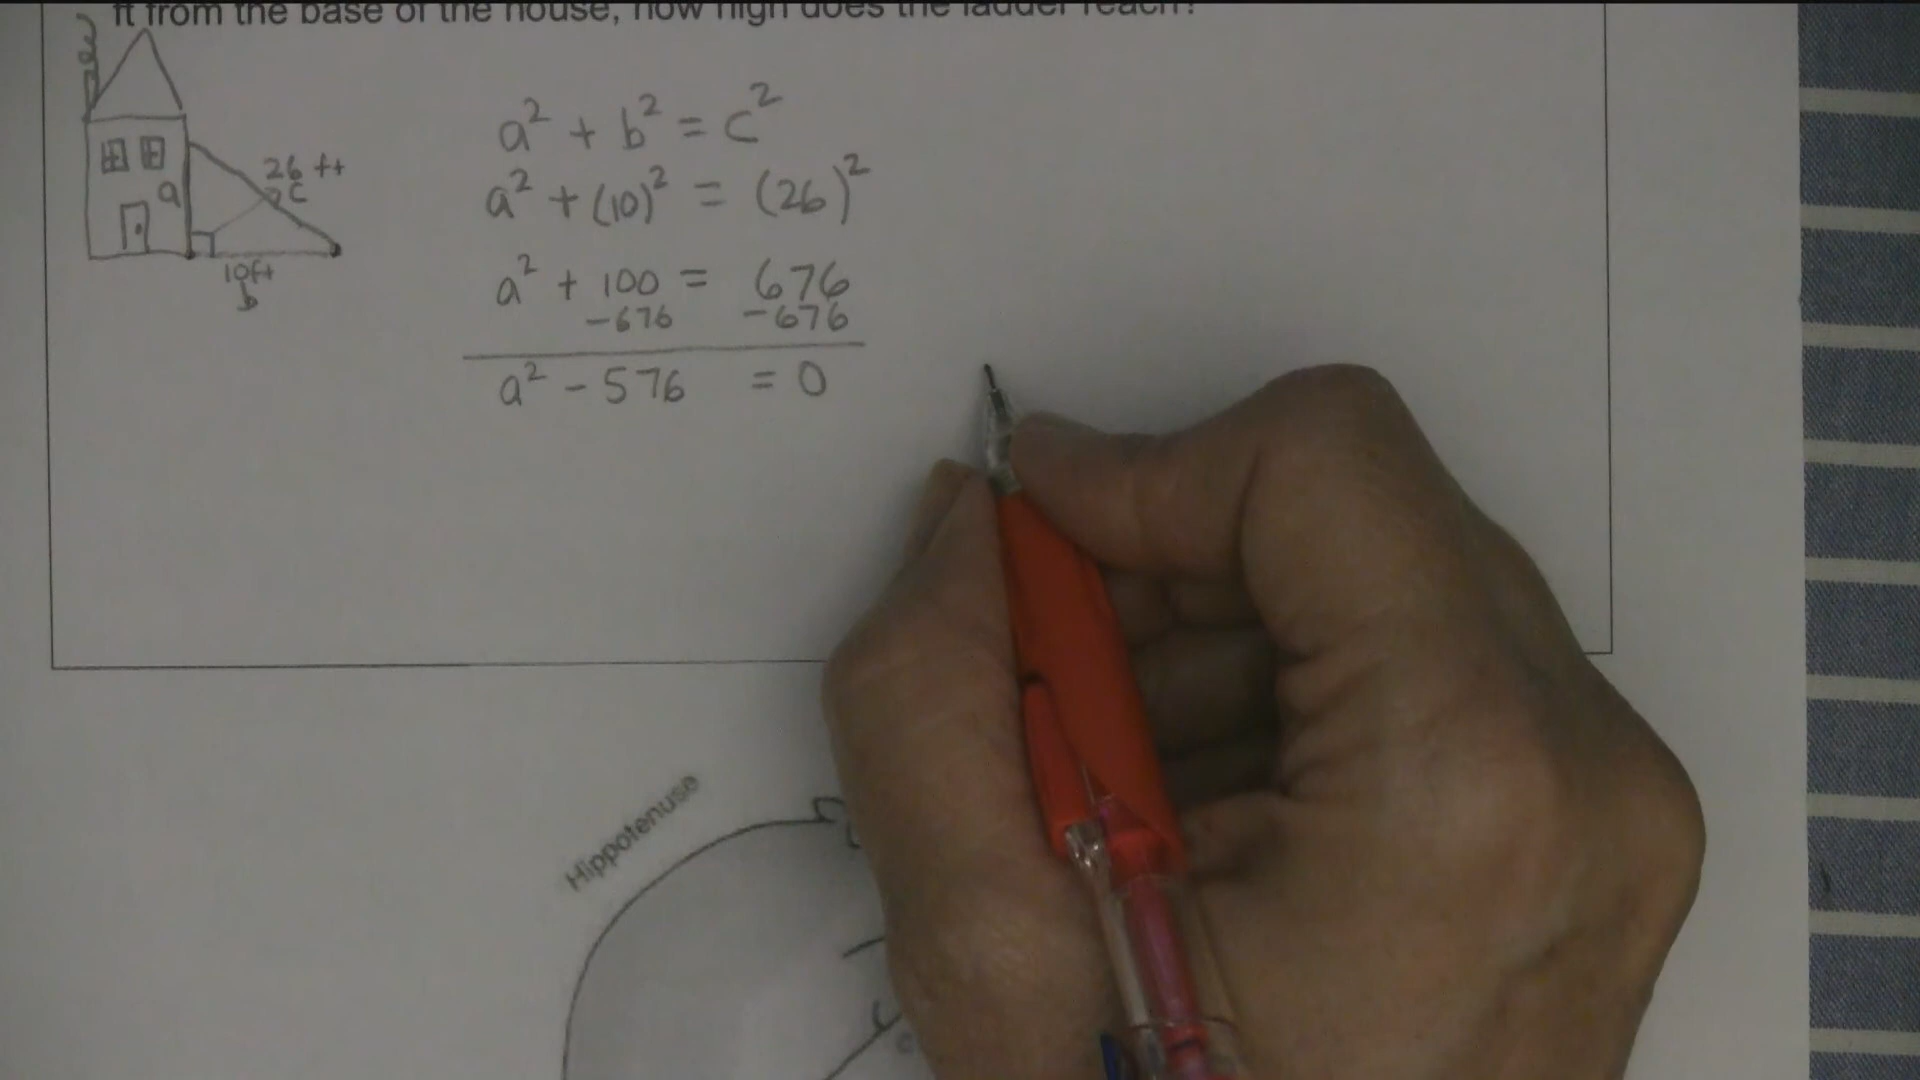 ft from the base of the house, how high does the ladder reach?
a² + b² = c²
a² + (10)² = (26)²
a² + 100 = 676
-676 -676
a² - 576 = 0
26 ft
c
a
10ft
b
Hippotenuse